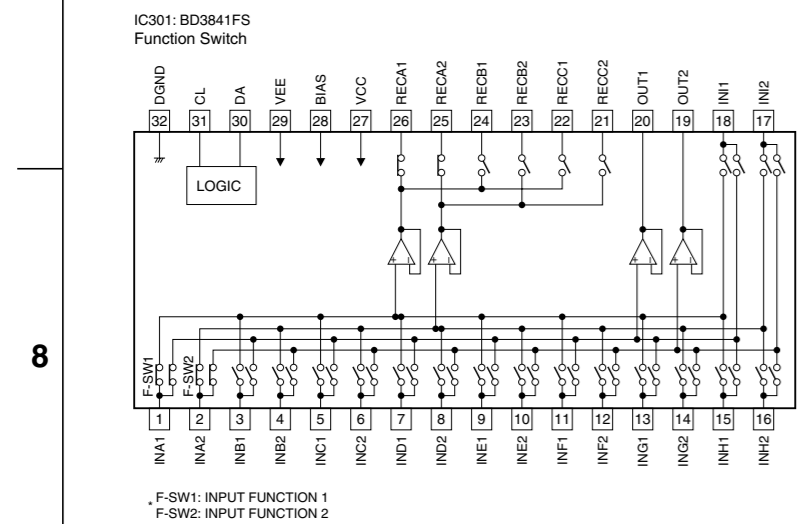 IC301: BD3841FS
Function Switch
DGND CL DA VEE BIAS VCC RECA1 RECA2 RECB1 RECB2 RECC1 RECC2 OUT1 OUT2 INI1 INI2
32 31 30 29 28 27 26 25 24 23 22 21 20 19 18 17
LOGIC
+ - + - + - + -
8
F-SW1 F-SW2
1 2 3 4 5 6 7 8 9 10 11 12 13 14 15 16
INA1 INA2 INB1 INB2 INC1 INC2 IND1 IND2 INE1 INE2 INF1 INF2 ING1 ING2 INH1 INH2
* F-SW1: INPUT FUNCTION 1
F-SW2: INPUT FUNCTION 2